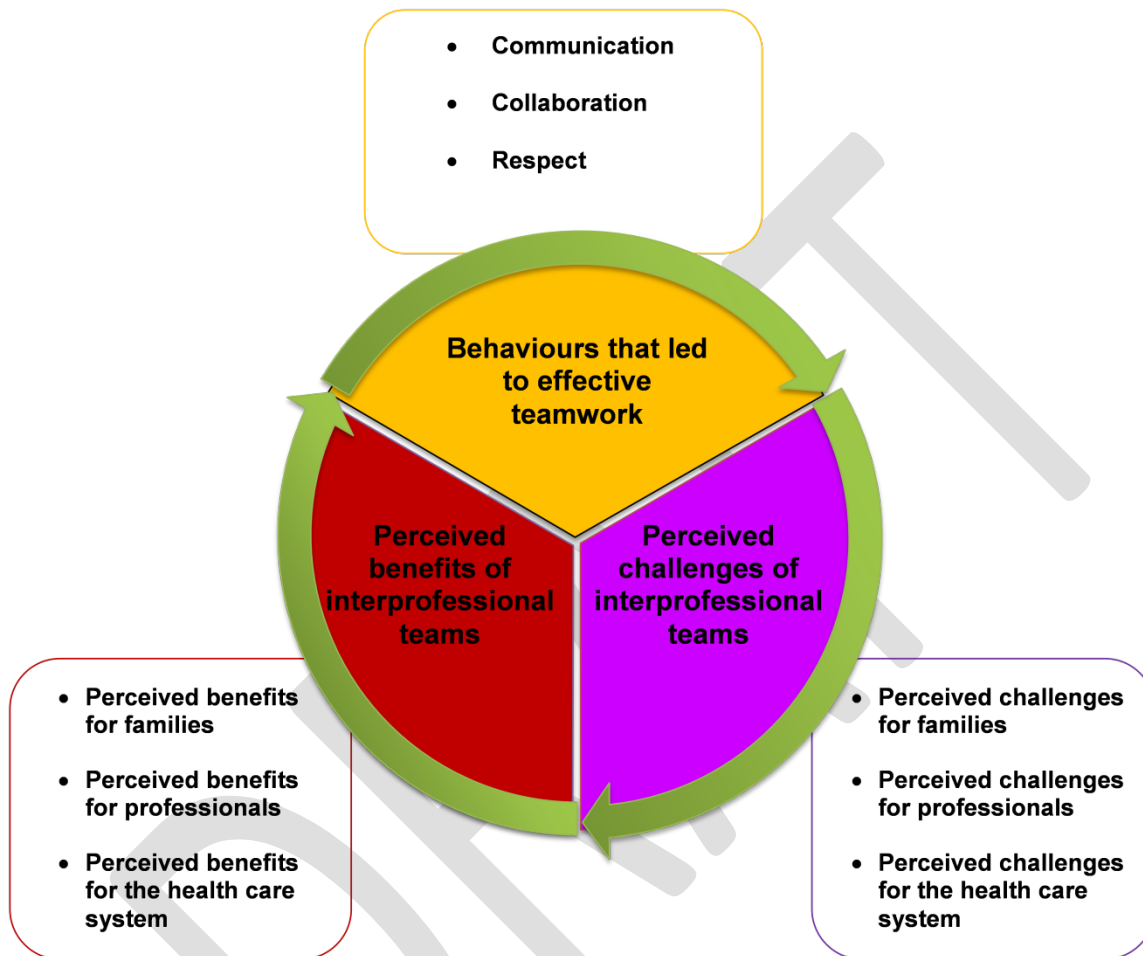 • Communication
• Collaboration
• Respect
Behaviours that led
to effective
teamwork
Perceived
benefits of
interprofessional
teams
Perceived
challenges of
interprofessional
teams
• Perceived benefits
for families
• Perceived benefits
for professionals
• Perceived benefits
for the health care
system
• Perceived challenges
for families
• Perceived challenges
for professionals
• Perceived challenges
for the health care
system
DRAFT